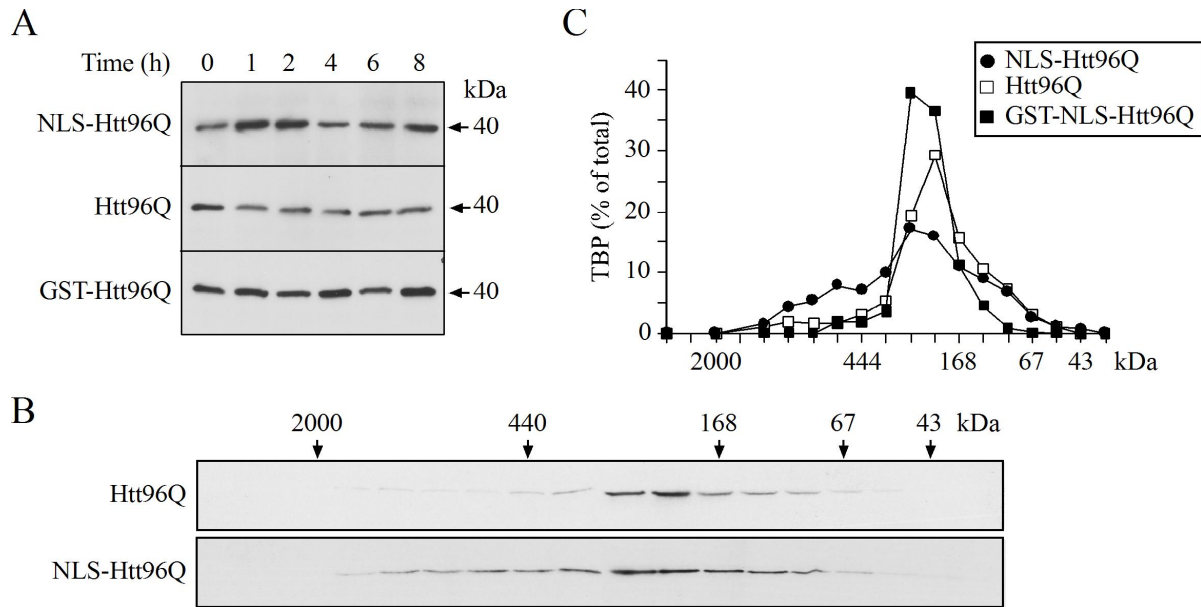 A
Time (h)
0 1 2 4 6 8
kDa
NLS-Htt96Q
40
Htt96Q
40
GST-Htt96Q
40
C
NLS-Htt96Q
Htt96Q
GST-NLS-Htt96Q
TBP (% of total)
40
30
20
10
0
2000 444 168 67 43 kDa
B
2000 440 168 67 43 kDa
Htt96Q
NLS-Htt96Q